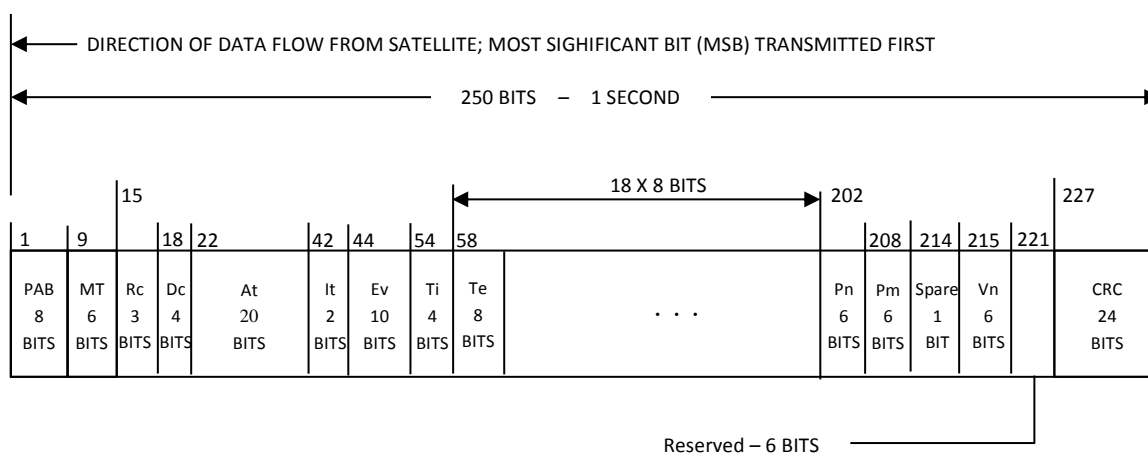 DIRECTION OF DATA FLOW FROM SATELLITE; MOST SIGHIFICANT BIT (MSB) TRANSMITTED FIRST
250 BITS – 1 SECOND
18 X 8 BITS
15 202 227
1 9 18 22 42 44 54 58 208 214 215 221
PAB MT Rc Dc At It Ev Ti Te Pn Pm Spare Vn CRC
8 6 3 4 20 2 10 4 8 . . . 6 6 1 6 24
BITS BITS BITS BITS BITS BITS BITS BITS BITS BITS BITS BIT BITS BITS
Reserved – 6 BITS